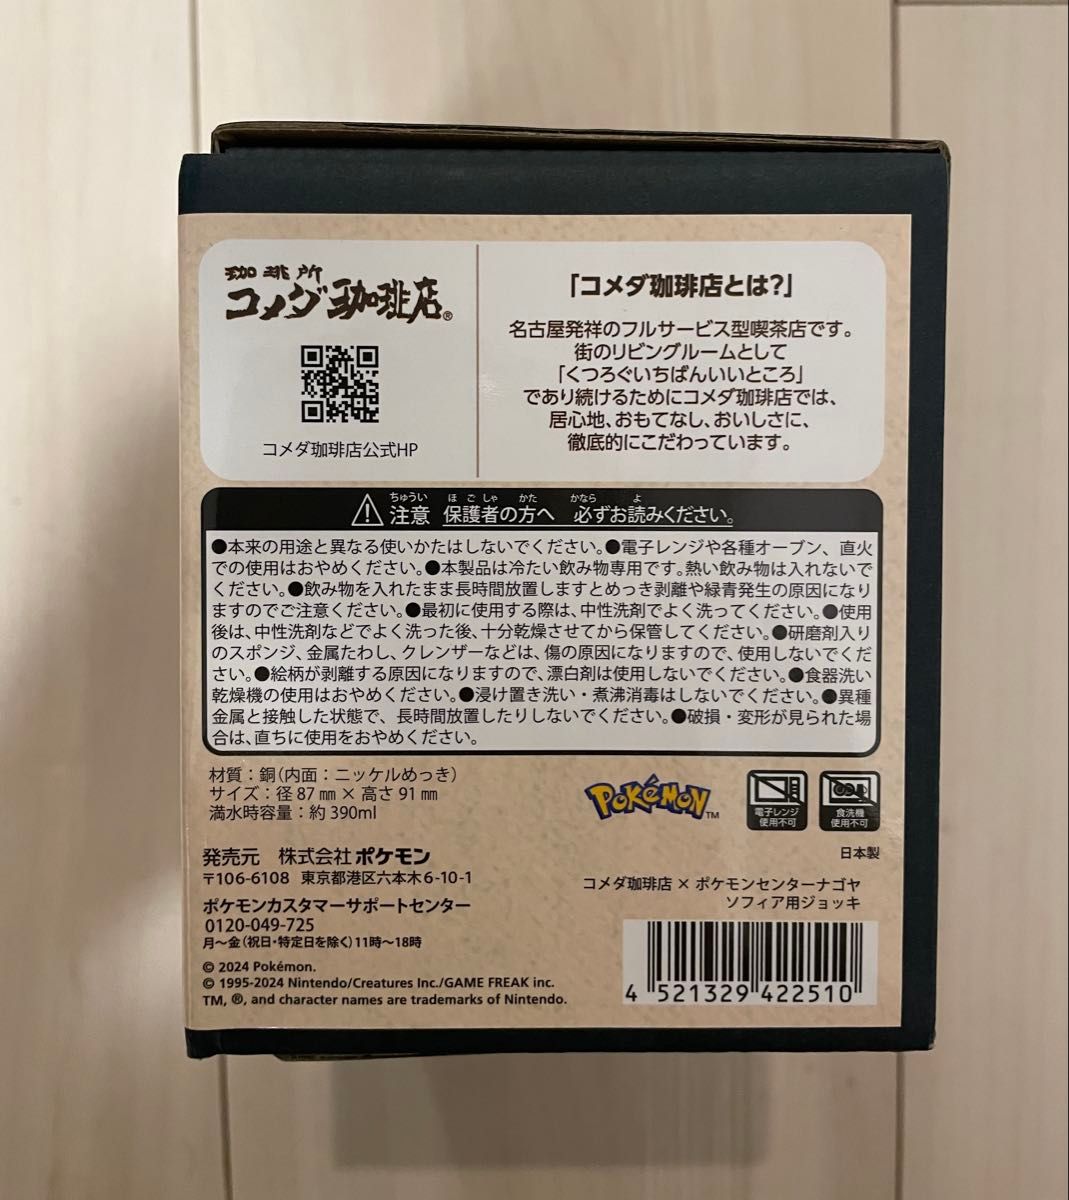 珈琲所
コメダ珈琲店®
コメダ珈琲店公式HP
「コメダ珈琲店とは?」
名古屋発祥のフルサービス型喫茶店です。
街のリビングルームとして
「くつろぐいちばんいいところ」
であり続けるためにコメダ珈琲店では、
居心地、おもてなし、おいしさに、
徹底的にこだわっています。
ちゅうい ほごしゃ かた かなら よ
注意 保護者の方へ 必ずお読みください。
●本来の用途と異なる使いかたはしないでください。●電子レンジや各種オーブン、直火
での使用はおやめください。●本製品は冷たい飲み物専用です。熱い飲み物は入れないで
ください。●飲み物を入れたまま長時間放置しますとめっき剥離や緑青発生の原因になり
ますのでご注意ください。●最初に使用する際は、中性洗剤でよく洗ってください。●使用
後は、中性洗剤などでよく洗った後、十分乾燥させてから保管してください。●研磨剤入り
のスポンジ、金属たわし、クレンザーなどは、傷の原因になりますので、使用しないでくだ
さい。●絵柄が剥離する原因になりますので、漂白剤は使用しないでください。●食器洗い
乾燥機の使用はおやめください。●浸け置き洗い・煮沸消毒はしないでください。●異種
金属と接触した状態で、長時間放置したりしないでください。●破損・変形が見られた場
合は、直ちに使用をおやめください。
材質:銅(内面:ニッケルめっき)
サイズ:径87㎜×高さ91㎜
満水時容量:約390ml
POKéMON™
電子レンジ
使用不可
食洗機
使用不可
日本製
発売元 株式会社ポケモン
〒106-6108 東京都港区六本木6-10-1
ポケモンカスタマーサポートセンター
0120-049-725
月〜金(祝日・特定日を除く)11時〜18時
コメダ珈琲店×ポケモンセンターナゴヤ
ソフィア用ジョッキ
© 2024 Pokémon.
© 1995-2024 Nintendo/Creatures Inc./GAME FREAK inc.
TM, ®, and character names are trademarks of Nintendo.
4 521329 422510